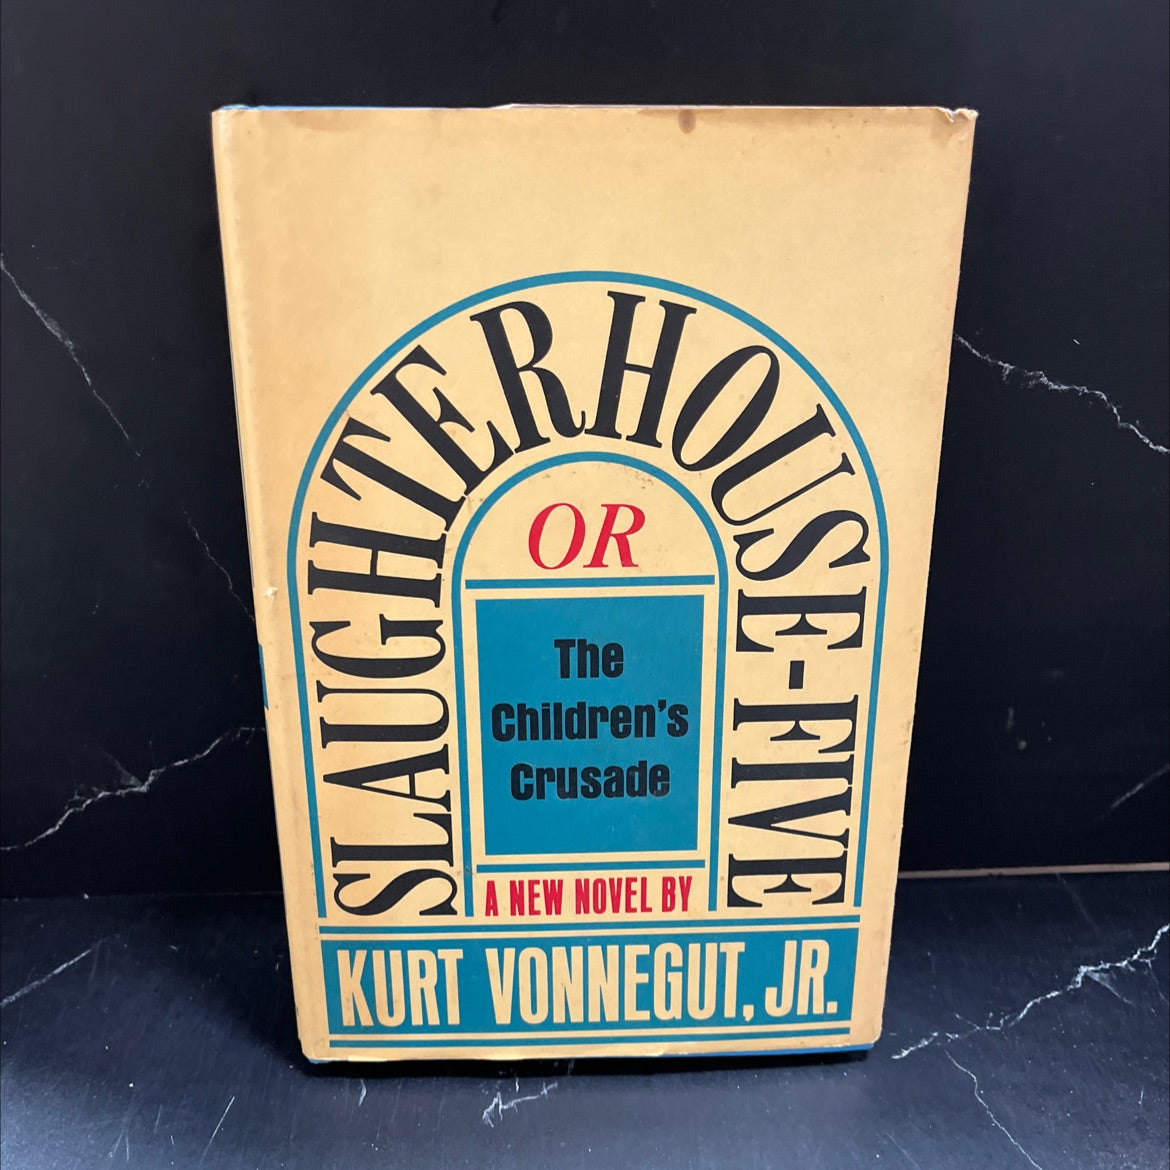 SLAUGHTERHOUSE-FIVE
OR
The
Children's
Crusade
A NEW NOVEL BY
KURT VONNEGUT, JR.